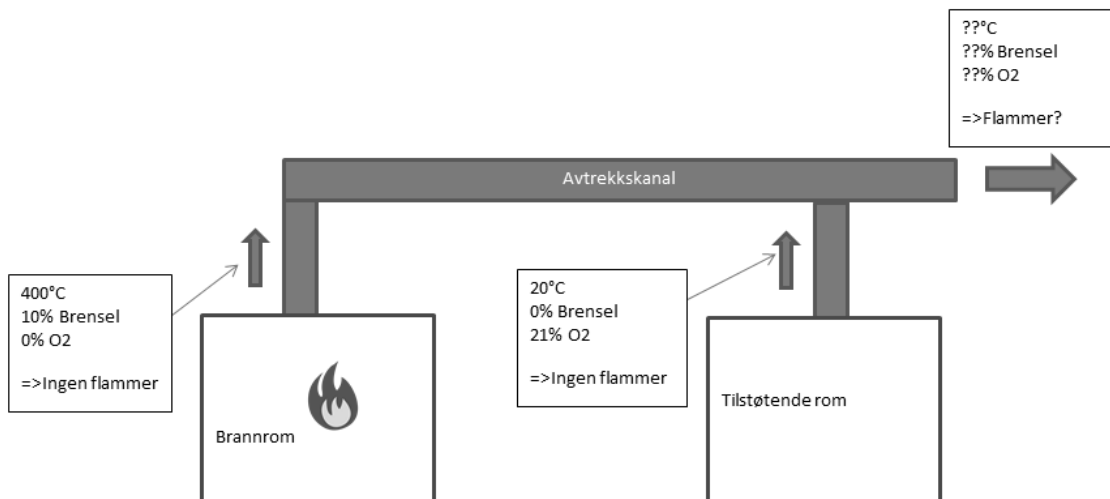 ??°C
??% Brensel
??% O2
=>Flammer?
Avtrekkskanal
400°C
10% Brensel
0% O2
=>Ingen flammer
20°C
0% Brensel
21% O2
=>Ingen flammer
Brannrom
Tilstøtende rom